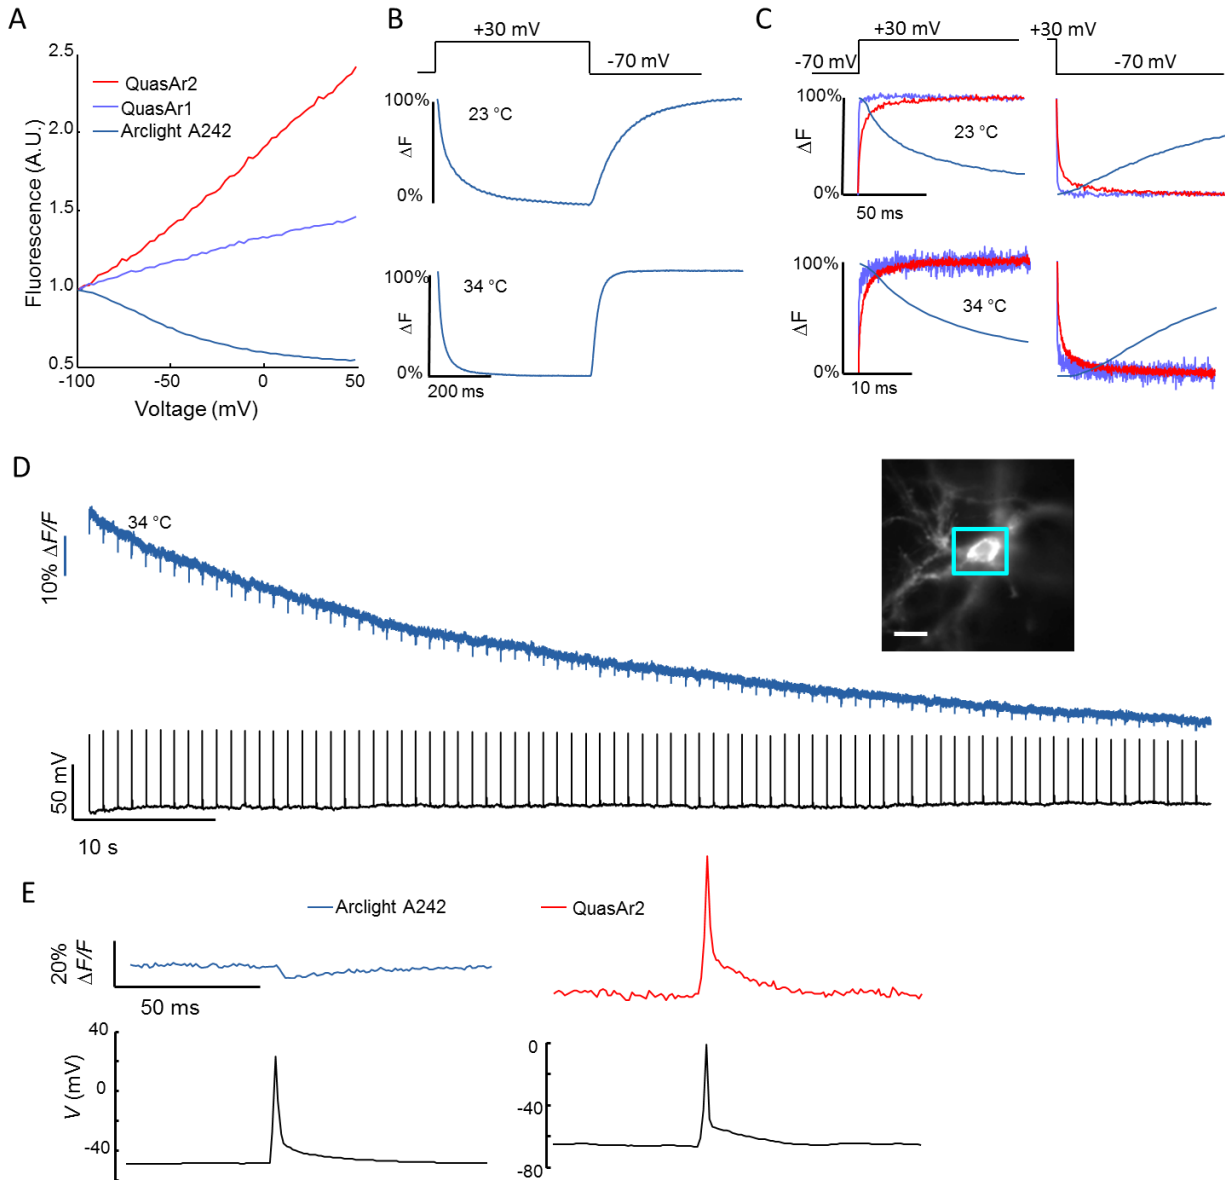 A
2.5
2.0
1.5
1.0
0.5
Fluorescence (A.U.)
QuasAr2
QuasAr1
Arclight A242
-100
-50
0
50
Voltage (mV)
B
+30 mV
-70 mV
100%
23 °C
ΔF
0%
100%
34 °C
ΔF
0%
200 ms
C
+30 mV
+30 mV
-70 mV
-70 mV
100%
23 °C
ΔF
0%
50 ms
100%
34 °C
ΔF
0%
10 ms
D
34 °C
10% ΔF/F
50 mV
10 s
E
Arclight A242
QuasAr2
20%
ΔF/F
50 ms
40
0
-40
V (mV)
0
-40
-80